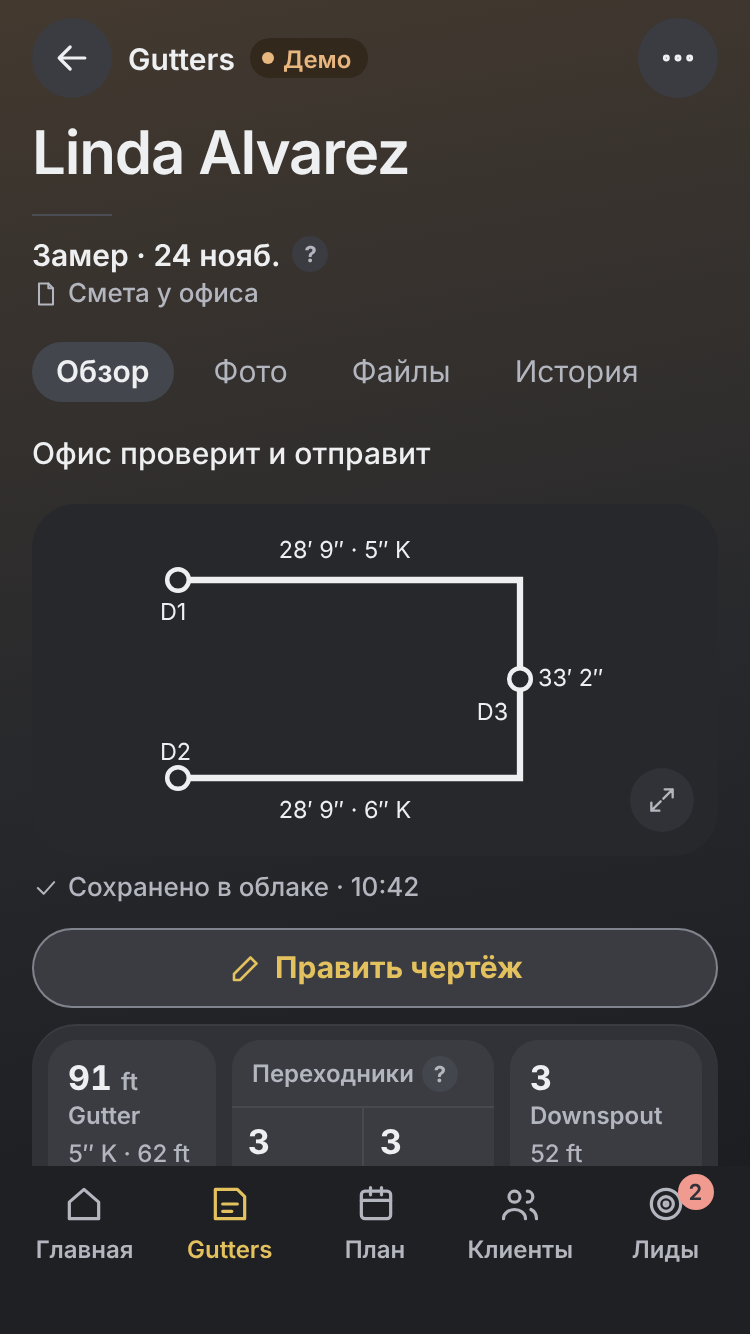 Gutters
Демо
Linda Alvarez
Замер · 24 нояб. ?
Смета у офиса
Обзор Фото Файлы История
Офис проверит и отправит
28′ 9″ · 5″ K
D1
33′ 2″
D3
D2
28′ 9″ · 6″ K
Сохранено в облаке · 10:42
Править чертёж
91 ft
Gutter
5″ K · 62 ft
Переходники ?
3 3
3
Downspout
52 ft
2
Главная Gutters План Клиенты Лиды